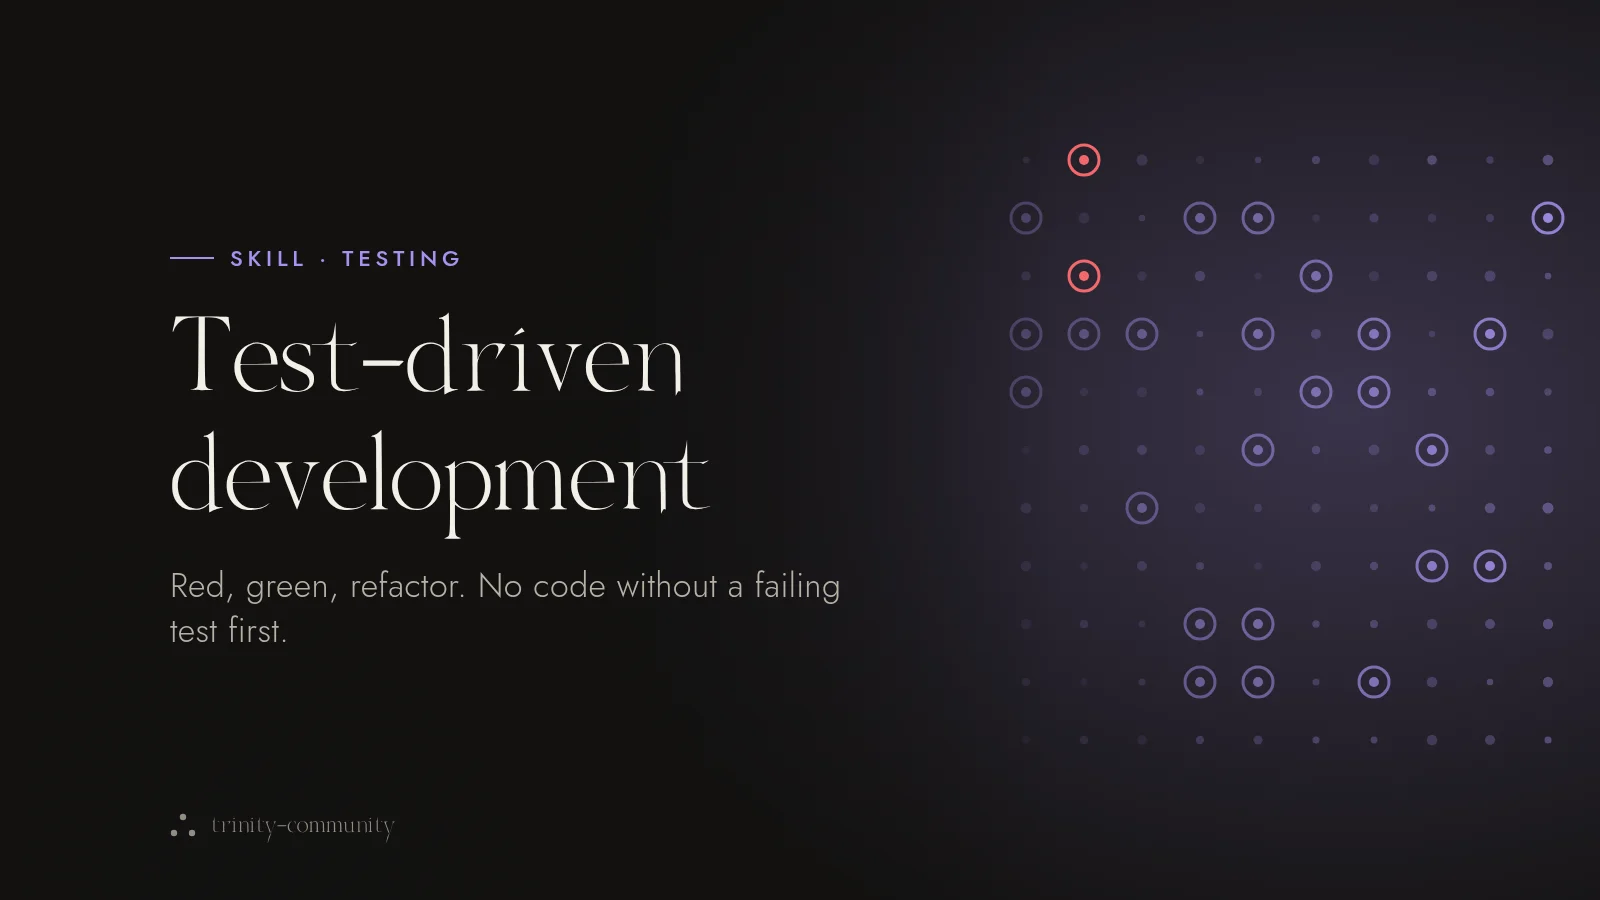 SKILL · TESTING
Test-driven
development
Red, green, refactor. No code without a failing
test first.
trinity-community